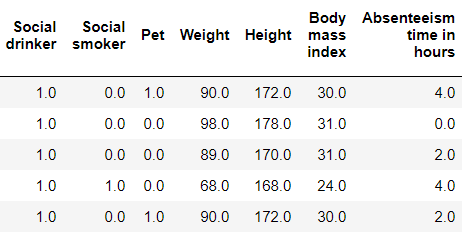 Social drinker Social smoker Pet Weight Height Body mass index Absenteeism time in hours
1.0 0.0 1.0 90.0 172.0 30.0 4.0
1.0 0.0 0.0 98.0 178.0 31.0 0.0
1.0 0.0 0.0 89.0 170.0 31.0 2.0
1.0 1.0 0.0 68.0 168.0 24.0 4.0
1.0 0.0 1.0 90.0 172.0 30.0 2.0